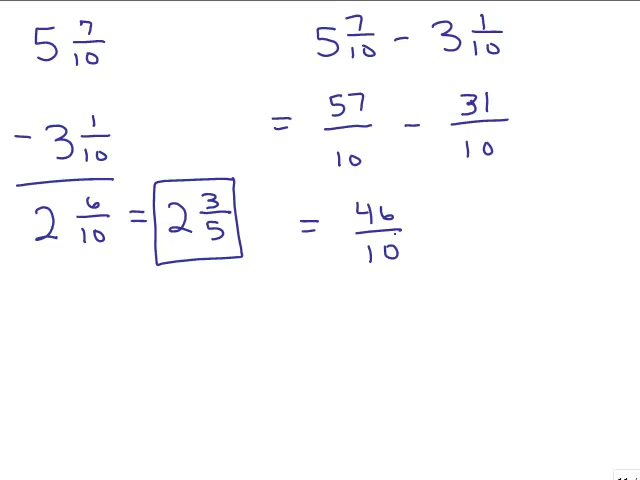 5 7/10
- 3 1/10
2 6/10 = 2 3/5
5 7/10 - 3 1/10
= 57/10 - 31/10
= 46/10